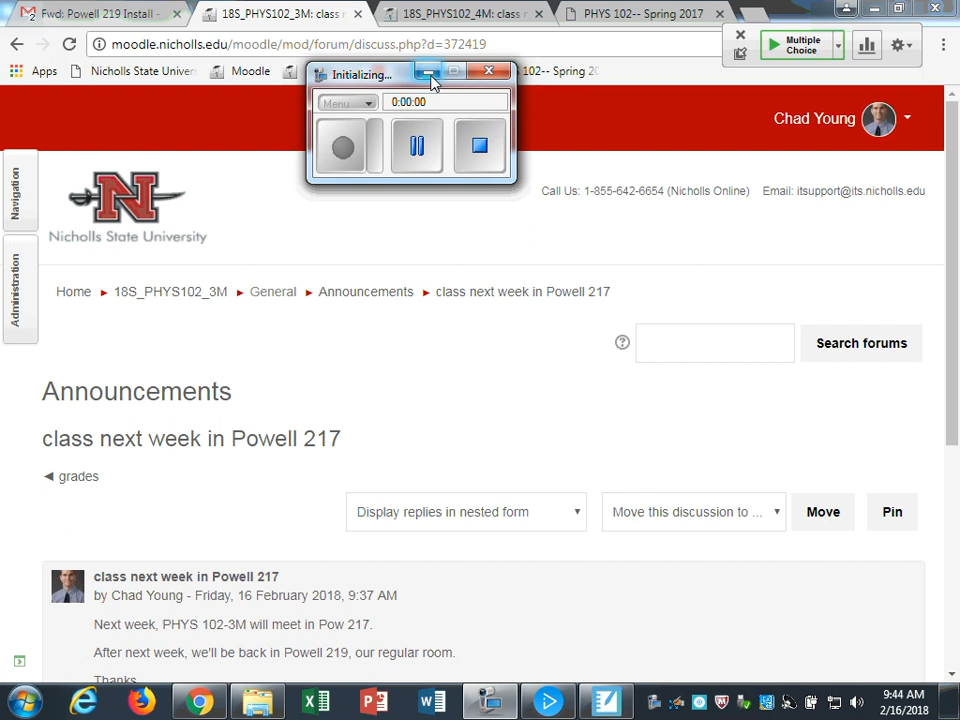 Fwd: Powell 219 Install -
18S_PHYS102_3M: class
18S_PHYS102_4M: class n
PHYS 102-- Spring 2017
moodle.nicholls.edu/moodle/mod/forum/discuss.php?d=372419
Multiple
Choice
Apps
Nicholls State Univers
Moodle
102-- Spring 20
Initializing...
Menu
0:00:00
Chad Young
Navigation
Administration
N
Nicholls State University
Call Us: 1-855-642-6654 (Nicholls Online)
Email: itsupport@its.nicholls.edu
Home ► 18S_PHYS102_3M ► General ► Announcements ► class next week in Powell 217
Search forums
Announcements
class next week in Powell 217
◄ grades
Display replies in nested form
Move this discussion to ...
Move
Pin
class next week in Powell 217
by Chad Young - Friday, 16 February 2018, 9:37 AM
Next week, PHYS 102-3M will meet in Pow 217.
After next week, we'll be back in Powell 219, our regular room.
Thanks
9:44 AM
2/16/2018